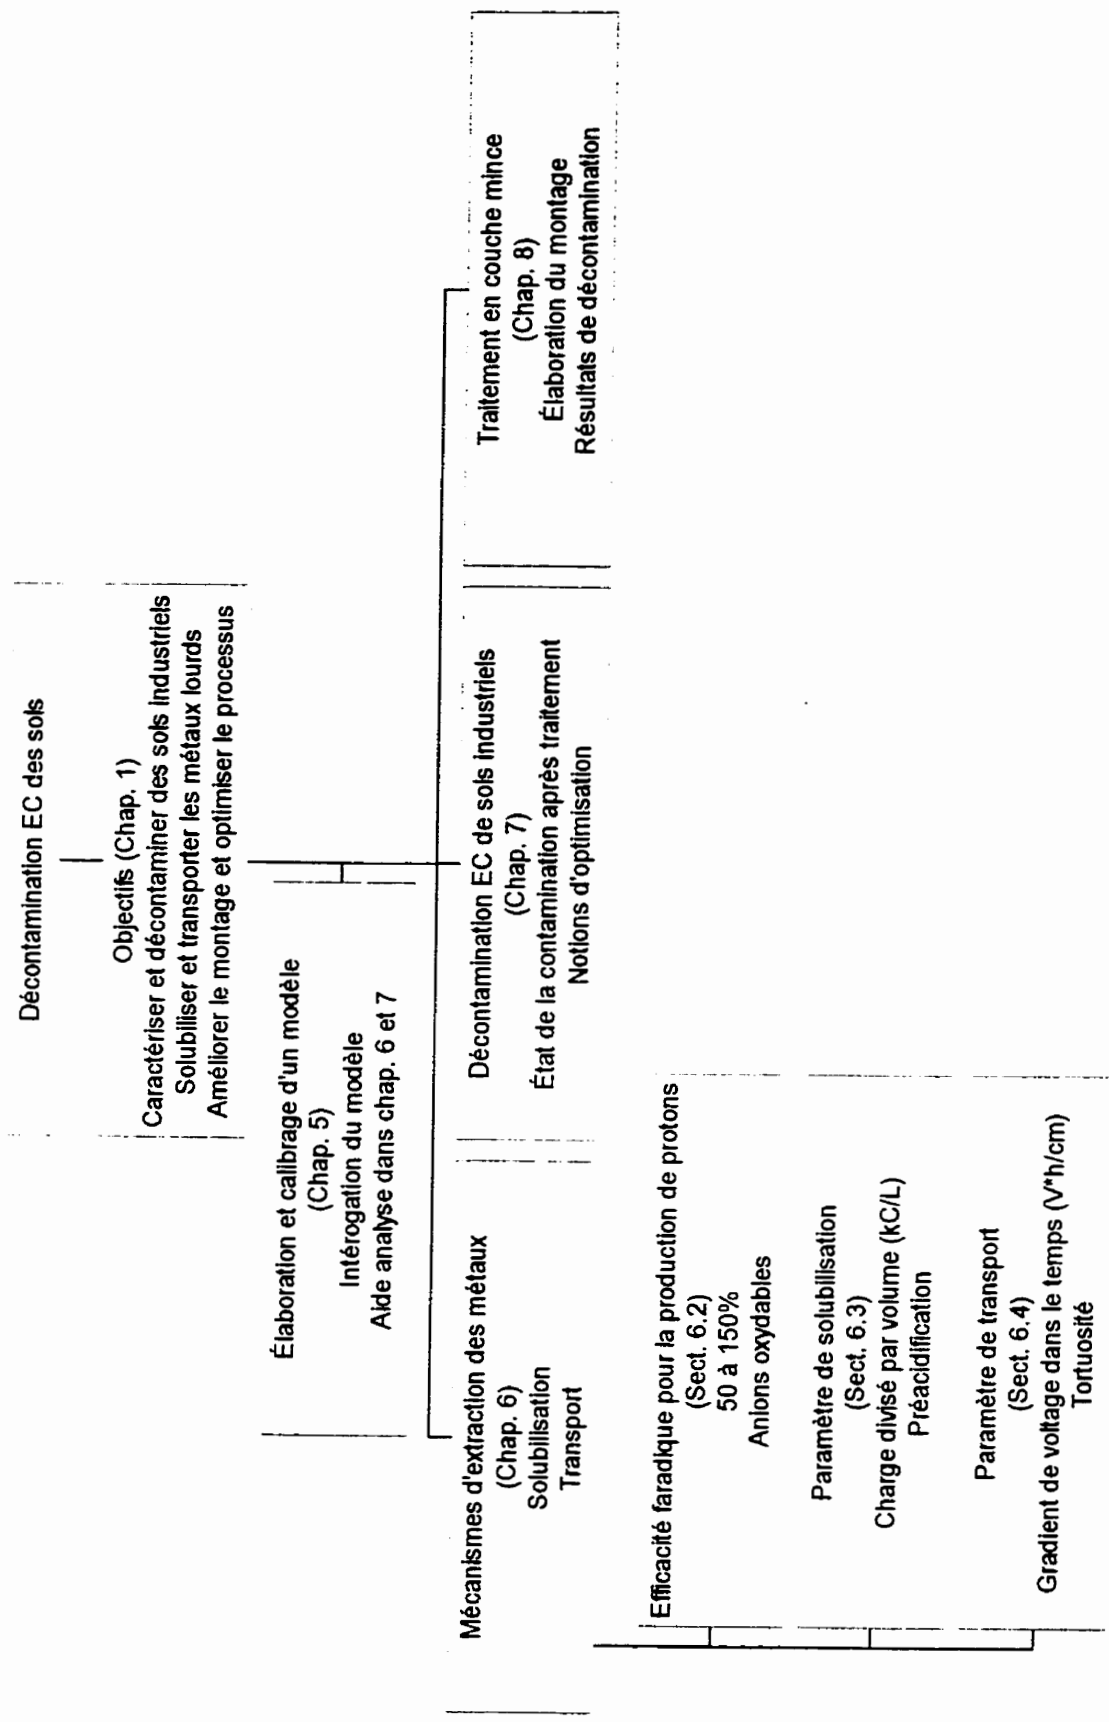 Décontamination EC des sols
Objectifs (Chap. 1)
Caractériser et décontaminer des sols industriels
Solubiliser et transporter les métaux lourds
Améliorer le montage et optimiser le processus
Élaboration et calibrage d'un modèle
(Chap. 5)
Intérogation du modèle
Aide analyse dans chap. 6 et 7
Mécanismes d'extraction des métaux
(Chap. 6)
Solubilisation
Transport
Décontamination EC de sols industriels
(Chap. 7)
État de la contamination après traitement
Notions d'optimisation
Traitement en couche mince
(Chap. 8)
Élaboration du montage
Résultats de décontamination
Efficacité faradique pour la production de protons
(Sect. 6.2)
50 à 150%
Anions oxydables
Paramètre de solubilisation
(Sect. 6.3)
Charge divisé par volume (kC/L)
Préacidification
Paramètre de transport
(Sect. 6.4)
Gradient de voltage dans le temps (V*h/cm)
Tortuosité